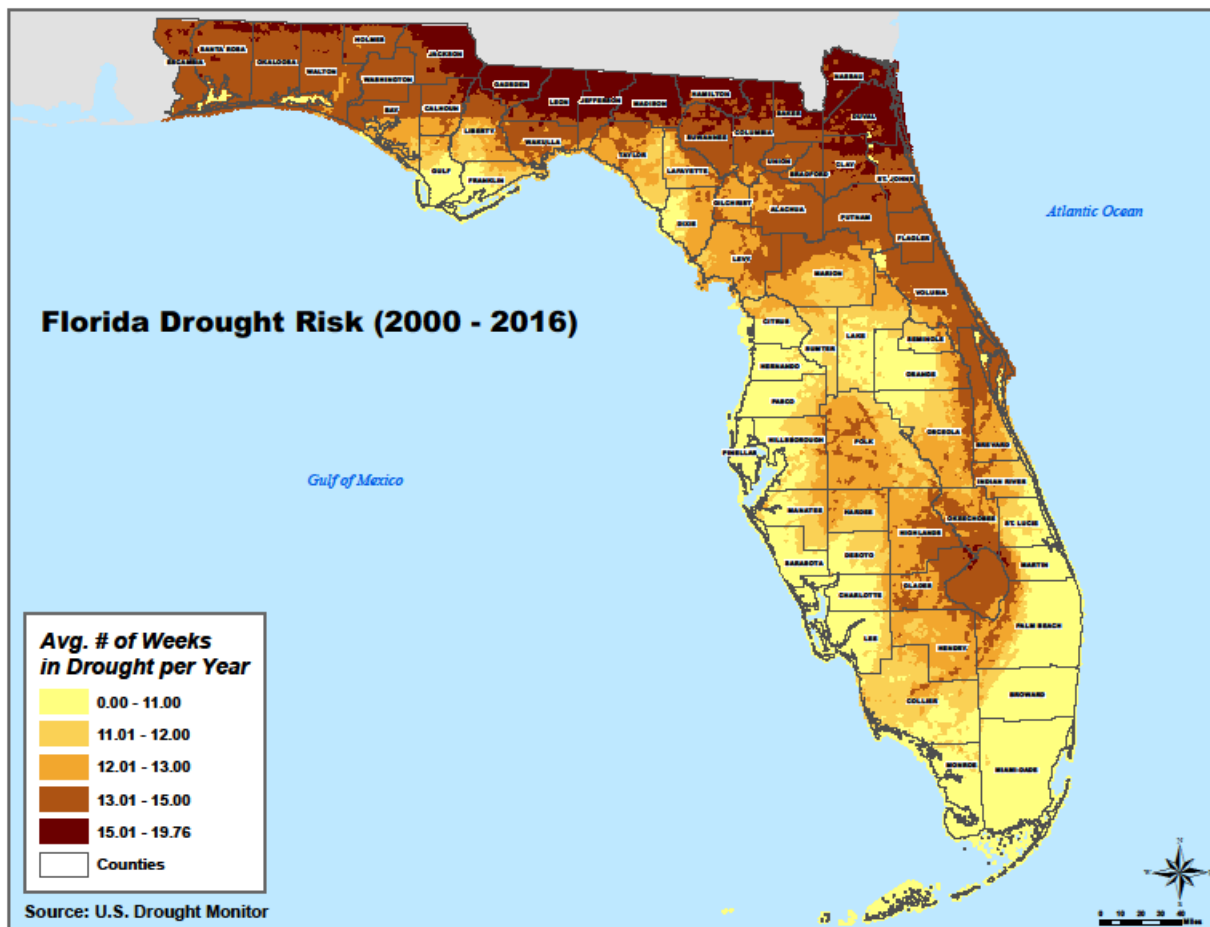 HOLMES
SANTA ROSA
JACKSON
ESCAMBIA
OKALOOSA
WALTON
WASHINGTON
NASSAU
GADSDEN
HAMILTON
LEON
JEFFERSON
MADISON
CALHOUN
BAY
BAKER
DUVAL
LIBERTY
WAKULLA
SUWANNEE
COLUMBIA
TAYLOR
UNION
CLAY
LAFAYETTE
BRADFORD
ST. JOHNS
GULF
FRANKLIN
GILCHRIST
ALACHUA
PUTNAM
Atlantic Ocean
DIXIE
FLAGLER
LEVY
MARION
VOLUSIA
Florida Drought Risk (2000 - 2016)
CITRUS
LAKE
SEMINOLE
SUMTER
HERNANDO
ORANGE
PASCO
OSCEOLA
HILLSBOROUGH
POLK
BREVARD
PINELLAS
Gulf of Mexico
INDIAN RIVER
MANATEE
HARDEE
OKEECHOBEE
ST. LUCIE
HIGHLANDS
DESOTO
SARASOTA
MARTIN
GLADES
CHARLOTTE
PALM BEACH
LEE
HENDRY
BROWARD
COLLIER
MONROE
MIAMI-DADE
Avg. # of Weeks
in Drought per Year
0.00 - 11.00
11.01 - 12.00
12.01 - 13.00
13.01 - 15.00
15.01 - 19.76
Counties
Source: U.S. Drought Monitor
N
W
S
0 10 20 30 40
Miles